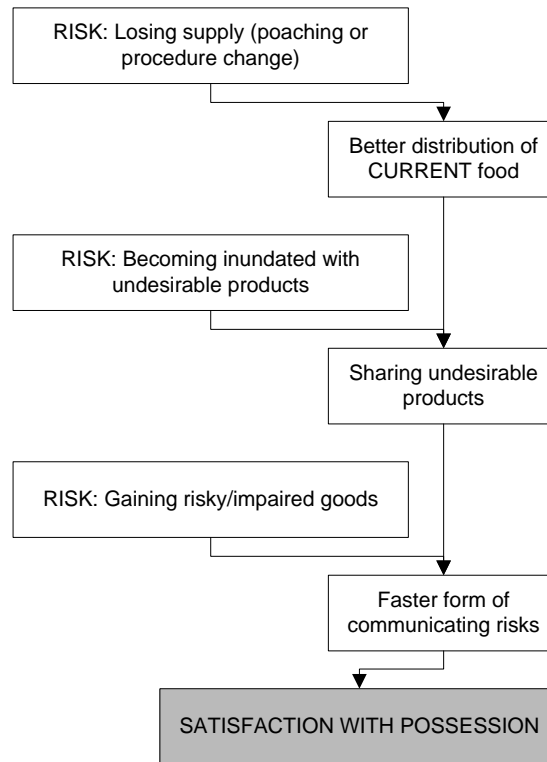 RISK: Losing supply (poaching or
procedure change)
Better distribution of
CURRENT food
RISK: Becoming inundated with
undesirable products
Sharing undesirable
products
RISK: Gaining risky/impaired goods
Faster form of
communicating risks
SATISFACTION WITH POSSESSION